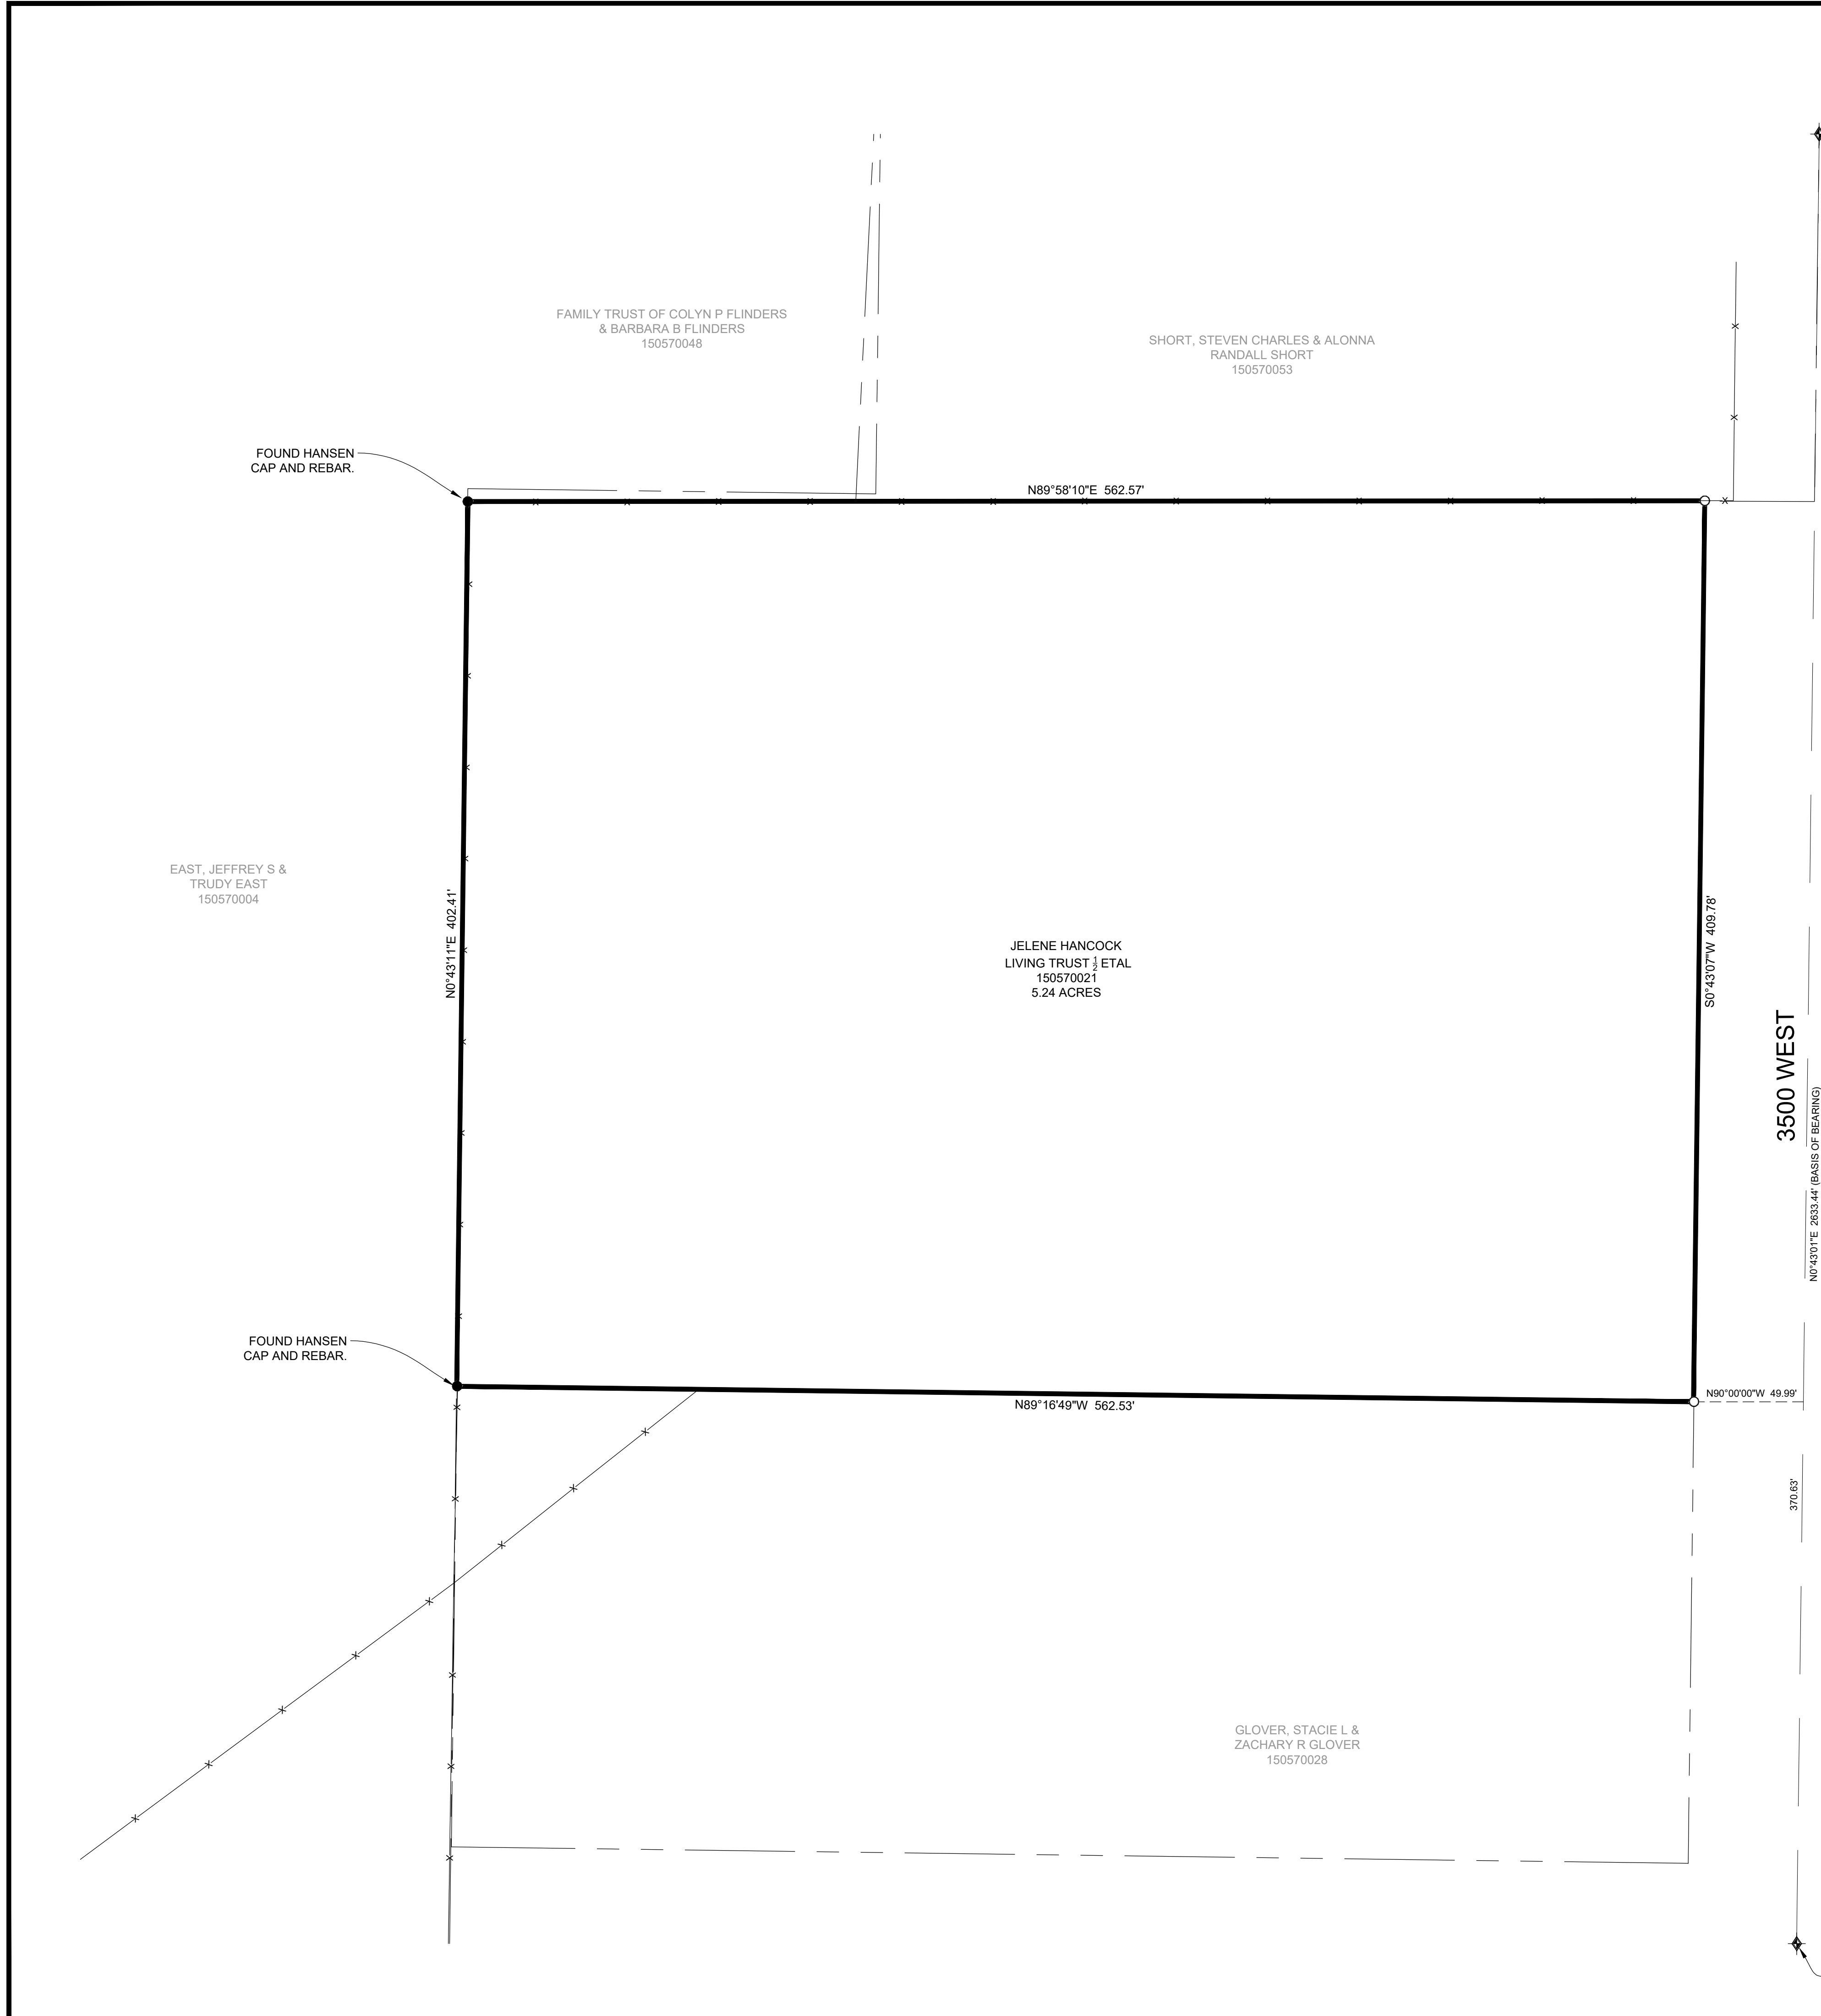 FAMILY TRUST OF COLYN P FLINDERS
& BARBARA B FLINDERS
150570048
SHORT, STEVEN CHARLES & ALONNA
RANDALL SHORT
150570053
FOUND HANSEN
CAP AND REBAR.
N89°58'10"E 562.57'
EAST, JEFFREY S &
TRUDY EAST
150570004
N0°43'11"E 402.41'
JELENE HANCOCK
LIVING TRUST ½ ETAL
150570021
5.24 ACRES
S0°43'07"W 409.78'
3500 WEST
N0°43'01"E 2633.44' (BASIS OF BEARING)
FOUND HANSEN
CAP AND REBAR.
N89°16'49"W 562.53'
N90°00'00"W 49.99'
370.63'
GLOVER, STACIE L &
ZACHARY R GLOVER
150570028